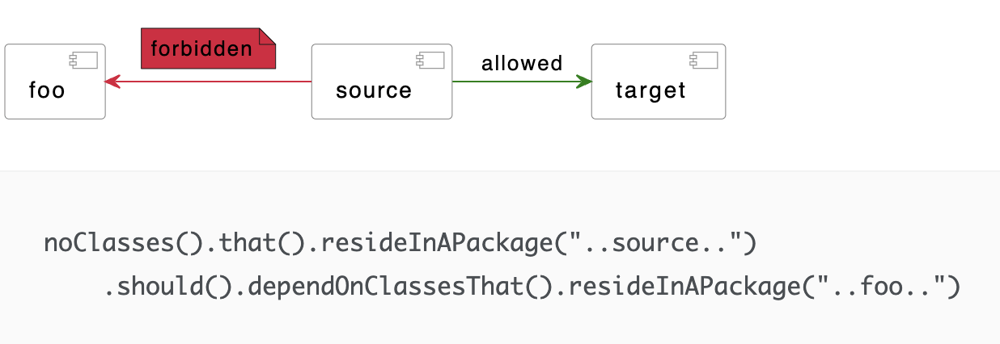 forbidden
allowed
foo
source
target
noClasses().that().resideInAPackage("..source..")
.should().dependOnClassesThat().resideInAPackage("..foo..")